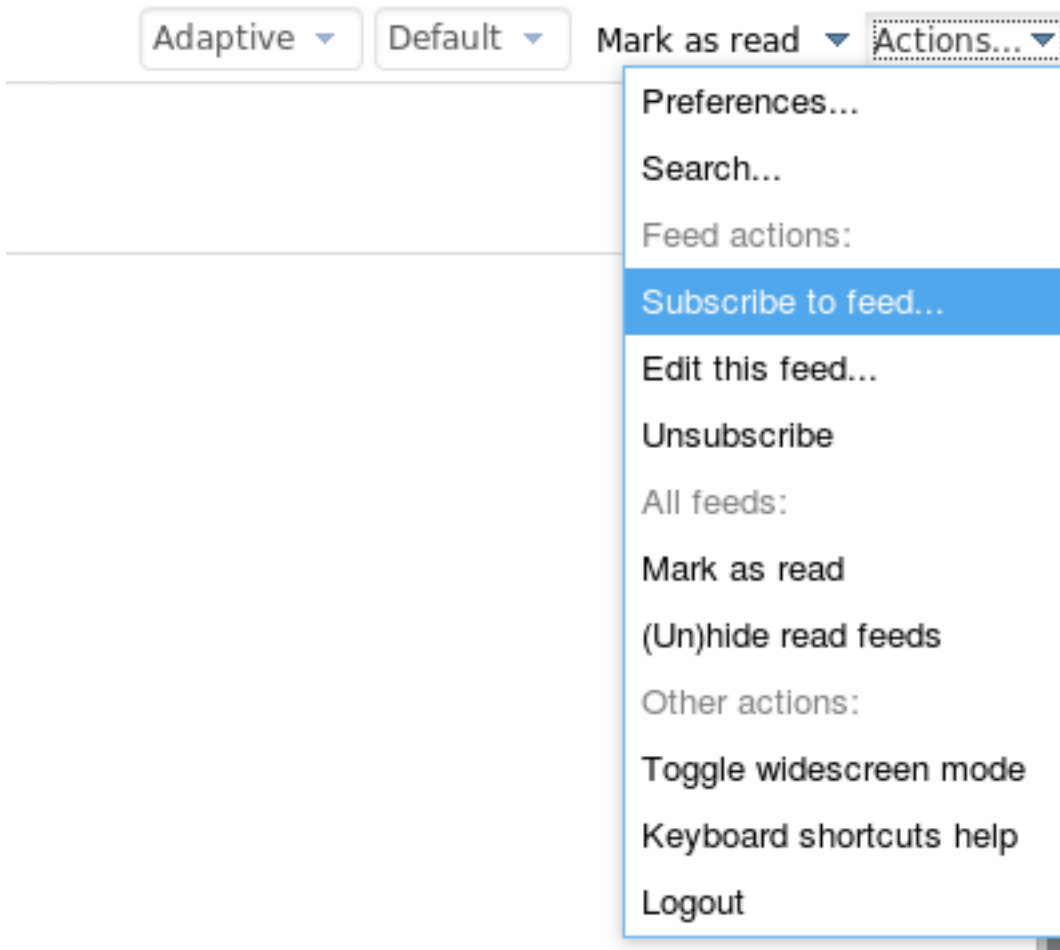 Adaptive Default Mark as read Actions...
Preferences...
Search...
Feed actions:
Subscribe to feed...
Edit this feed...
Unsubscribe
All feeds:
Mark as read
(Un)hide read feeds
Other actions:
Toggle widescreen mode
Keyboard shortcuts help
Logout